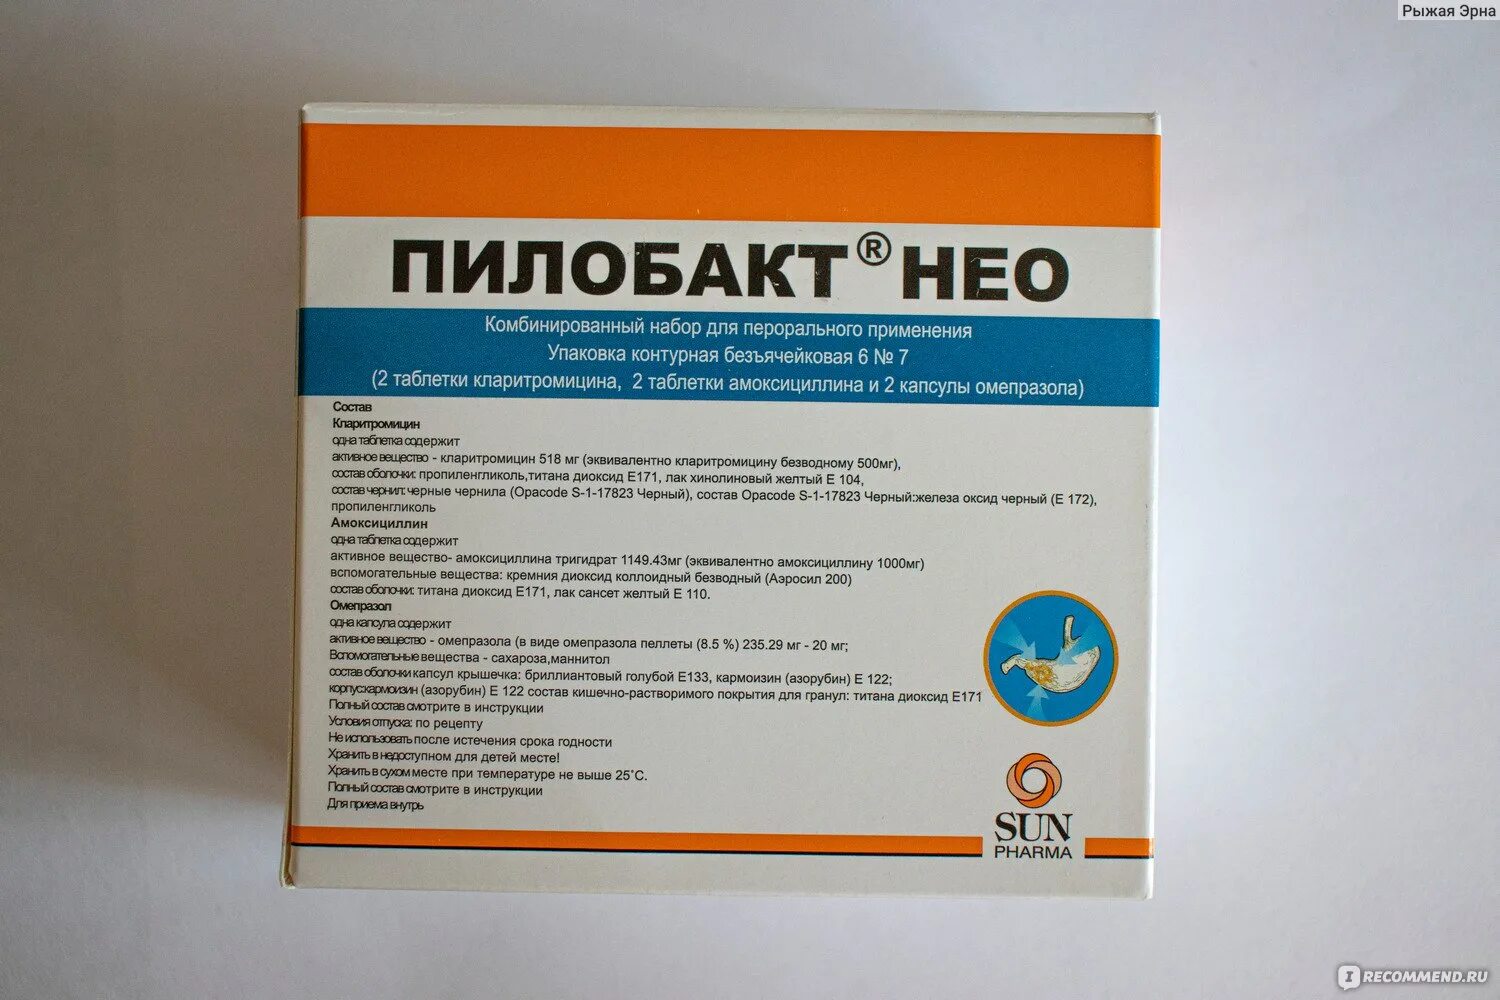 Рыжая Эрна
ПИЛОБАКТ® НЕО
Комбинированный набор для перорального применения
Упаковка контурная безъячейковая 6 № 7
(2 таблетки кларитромицина, 2 таблетки амоксициллина и 2 капсулы омепразола)
Состав
Кларитромицин
одна таблетка содержит
активное вещество - кларитромицин 518 мг (эквивалентно кларитромицину безводному 500мг),
состав оболочки: пропиленгликоль,титана диоксид Е171, лак хинолиновый желтый Е 104,
состав чернил: черные чернила (Opacode S-1-17823 Черный), состав Opacode S-1-17823 Черный:железа оксид черный (Е 172),
пропиленгликоль
Амоксициллин
одна таблетка содержит
активное вещество- амоксициллина тригидрат 1149.43мг (эквивалентно амоксициллину 1000мг)
вспомогательные вещества: кремния диоксид коллоидный безводный (Аэросил 200)
состав оболочки: титана диоксид Е171, лак сансет желтый Е 110.
Омепразол
одна капсула содержит
активное вещество - омепразола (в виде омепразола пеллеты (8.5 %) 235.29 мг - 20 мг;
Вспомогательные вещества - сахароза,маннитол
состав оболочки капсул крышечка: бриллиантовый голубой Е133, кармоизин (азорубин) Е 122;
корпус:кармоизин (азорубин) Е 122 состав кишечно-растворимого покрытия для гранул: титана диоксид Е171
Полный состав смотрите в инструкции
Условия отпуска: по рецепту
Не использовать после истечения срока годности
Хранить в недоступном для детей месте!
Хранить в сухом месте при температуре не выше 25˚С.
Полный состав смотрите в инструкции
Для приема внутрь
SUN
PHARMA
IRECOMMEND.RU